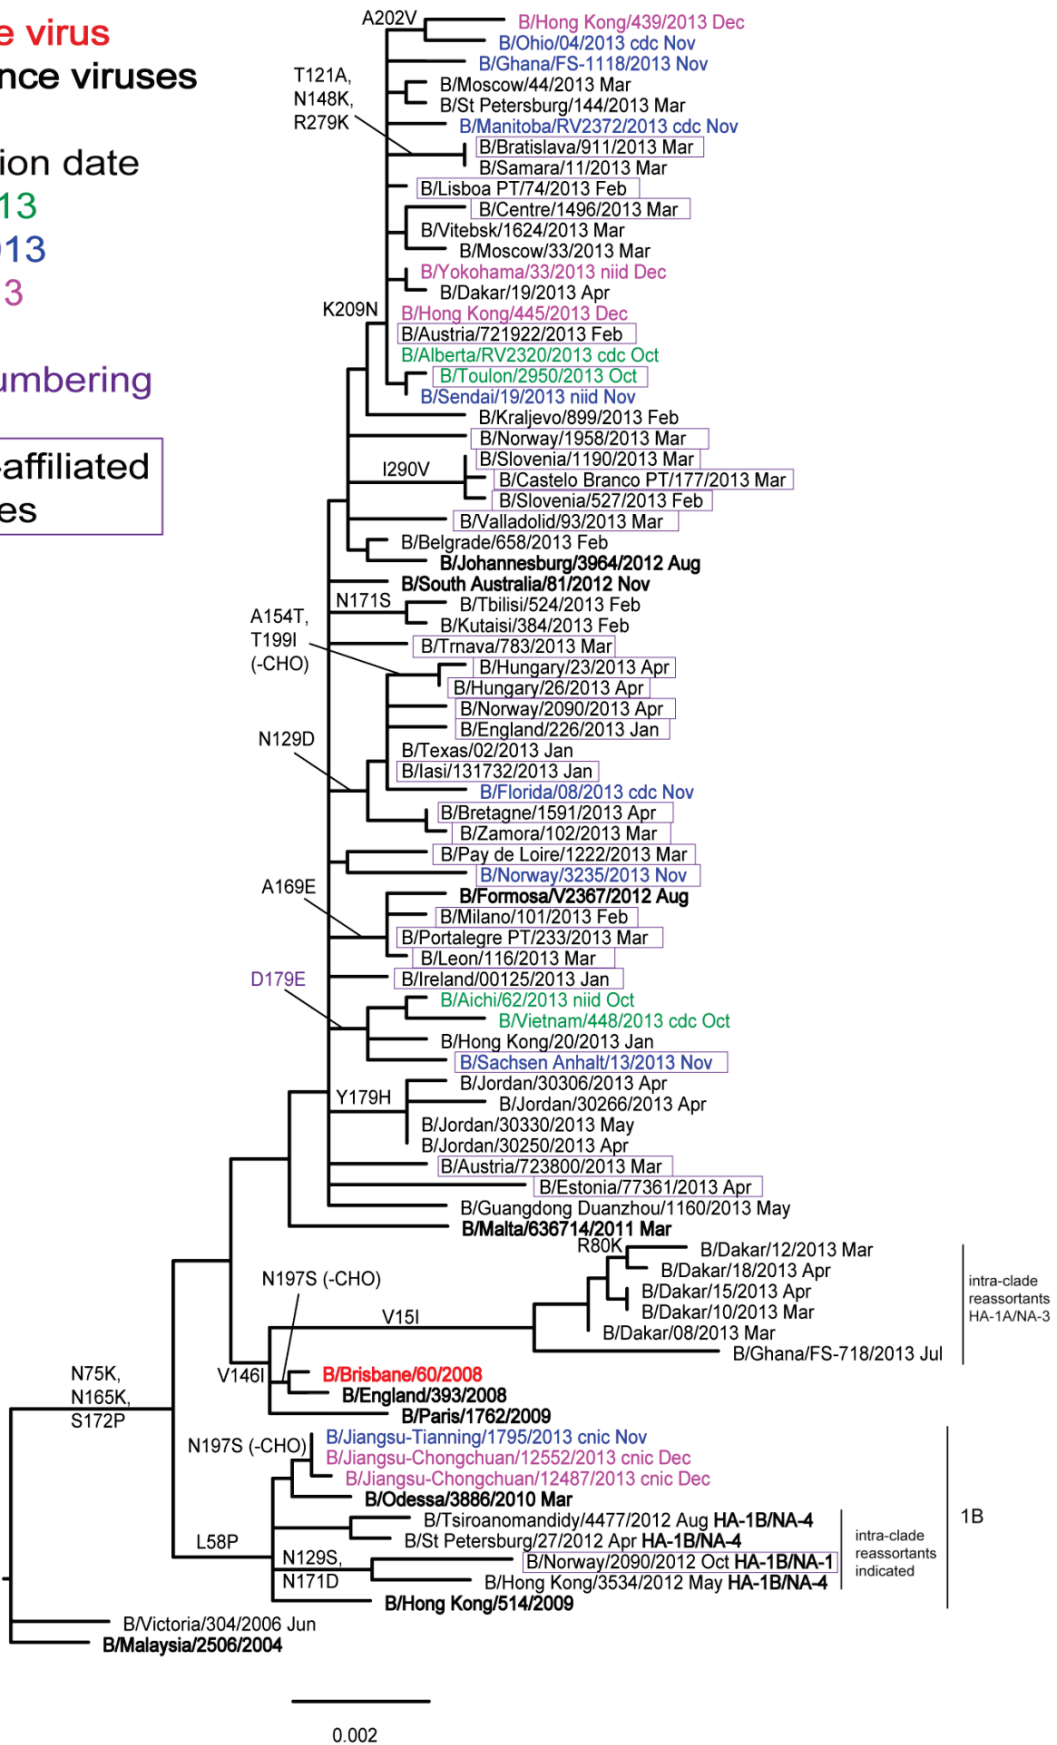 e virus
nce viruses
ion date
13
013
13
umbering
-affiliated
es
A202V
B/Hong Kong/439/2013 Dec
B/Ohio/04/2013 cdc Nov
B/Ghana/FS-1118/2013 Nov
T121A,
N148K,
R279K
B/Moscow/44/2013 Mar
B/St Petersburg/144/2013 Mar
B/Manitoba/RV2372/2013 cdc Nov
B/Bratislava/911/2013 Mar
B/Samara/11/2013 Mar
B/Lisboa PT/74/2013 Feb
B/Centre/1496/2013 Mar
B/Vitebsk/1624/2013 Mar
B/Moscow/33/2013 Mar
B/Yokohama/33/2013 niid Dec
B/Dakar/19/2013 Apr
K209N
B/Hong Kong/445/2013 Dec
B/Austria/721922/2013 Feb
B/Alberta/RV2320/2013 cdc Oct
B/Toulon/2950/2013 Oct
B/Sendai/19/2013 niid Nov
B/Kraljevo/899/2013 Feb
B/Norway/1958/2013 Mar
B/Slovenia/1190/2013 Mar
I290V
B/Castelo Branco PT/177/2013 Mar
B/Slovenia/527/2013 Feb
B/Valladolid/93/2013 Mar
B/Belgrade/658/2013 Feb
B/Johannesburg/3964/2012 Aug
B/South Australia/81/2012 Nov
N171S
B/Tbilisi/524/2013 Feb
B/Kutaisi/384/2013 Feb
A154T,
T199I
(-CHO)
B/Trnava/783/2013 Mar
B/Hungary/23/2013 Apr
B/Hungary/26/2013 Apr
B/Norway/2090/2013 Apr
B/England/226/2013 Jan
N129D
B/Texas/02/2013 Jan
B/Iasi/131732/2013 Jan
B/Florida/08/2013 cdc Nov
B/Bretagne/1591/2013 Apr
B/Zamora/102/2013 Mar
B/Pay de Loire/1222/2013 Mar
B/Norway/3235/2013 Nov
A169E
B/Formosa/V2367/2012 Aug
B/Milano/101/2013 Feb
B/Portalegre PT/233/2013 Mar
B/Leon/116/2013 Mar
D179E
B/Ireland/00125/2013 Jan
B/Aichi/62/2013 niid Oct
B/Vietnam/448/2013 cdc Oct
B/Hong Kong/20/2013 Jan
B/Sachsen Anhalt/13/2013 Nov
B/Jordan/30306/2013 Apr
Y179H
B/Jordan/30266/2013 Apr
B/Jordan/30330/2013 May
B/Jordan/30250/2013 Apr
B/Austria/723800/2013 Mar
B/Estonia/77361/2013 Apr
B/Guangdong Duanzhou/1160/2013 May
B/Malta/636714/2011 Mar
R80K
B/Dakar/12/2013 Mar
B/Dakar/18/2013 Apr
B/Dakar/15/2013 Apr
B/Dakar/10/2013 Mar
B/Dakar/08/2013 Mar
B/Ghana/FS-718/2013 Jul
intra-clade
reassortants
HA-1A/NA-3
N197S (-CHO)
V15I
V146I
B/Brisbane/60/2008
B/England/393/2008
B/Paris/1762/2009
N75K,
N165K,
S172P
N197S (-CHO)
B/Jiangsu-Tianning/1795/2013 cnic Nov
B/Jiangsu-Chongchuan/12552/2013 cnic Dec
B/Jiangsu-Chongchuan/12487/2013 cnic Dec
B/Odessa/3886/2010 Mar
B/Tsiroanomandidy/4477/2012 Aug HA-1B/NA-4
B/St Petersburg/27/2012 Apr HA-1B/NA-4
L58P
N129S,
N171D
B/Norway/2090/2012 Oct HA-1B/NA-1
B/Hong Kong/3534/2012 May HA-1B/NA-4
B/Hong Kong/514/2009
intra-clade
reassortants
indicated
1B
B/Victoria/304/2006 Jun
B/Malaysia/2506/2004
0.002